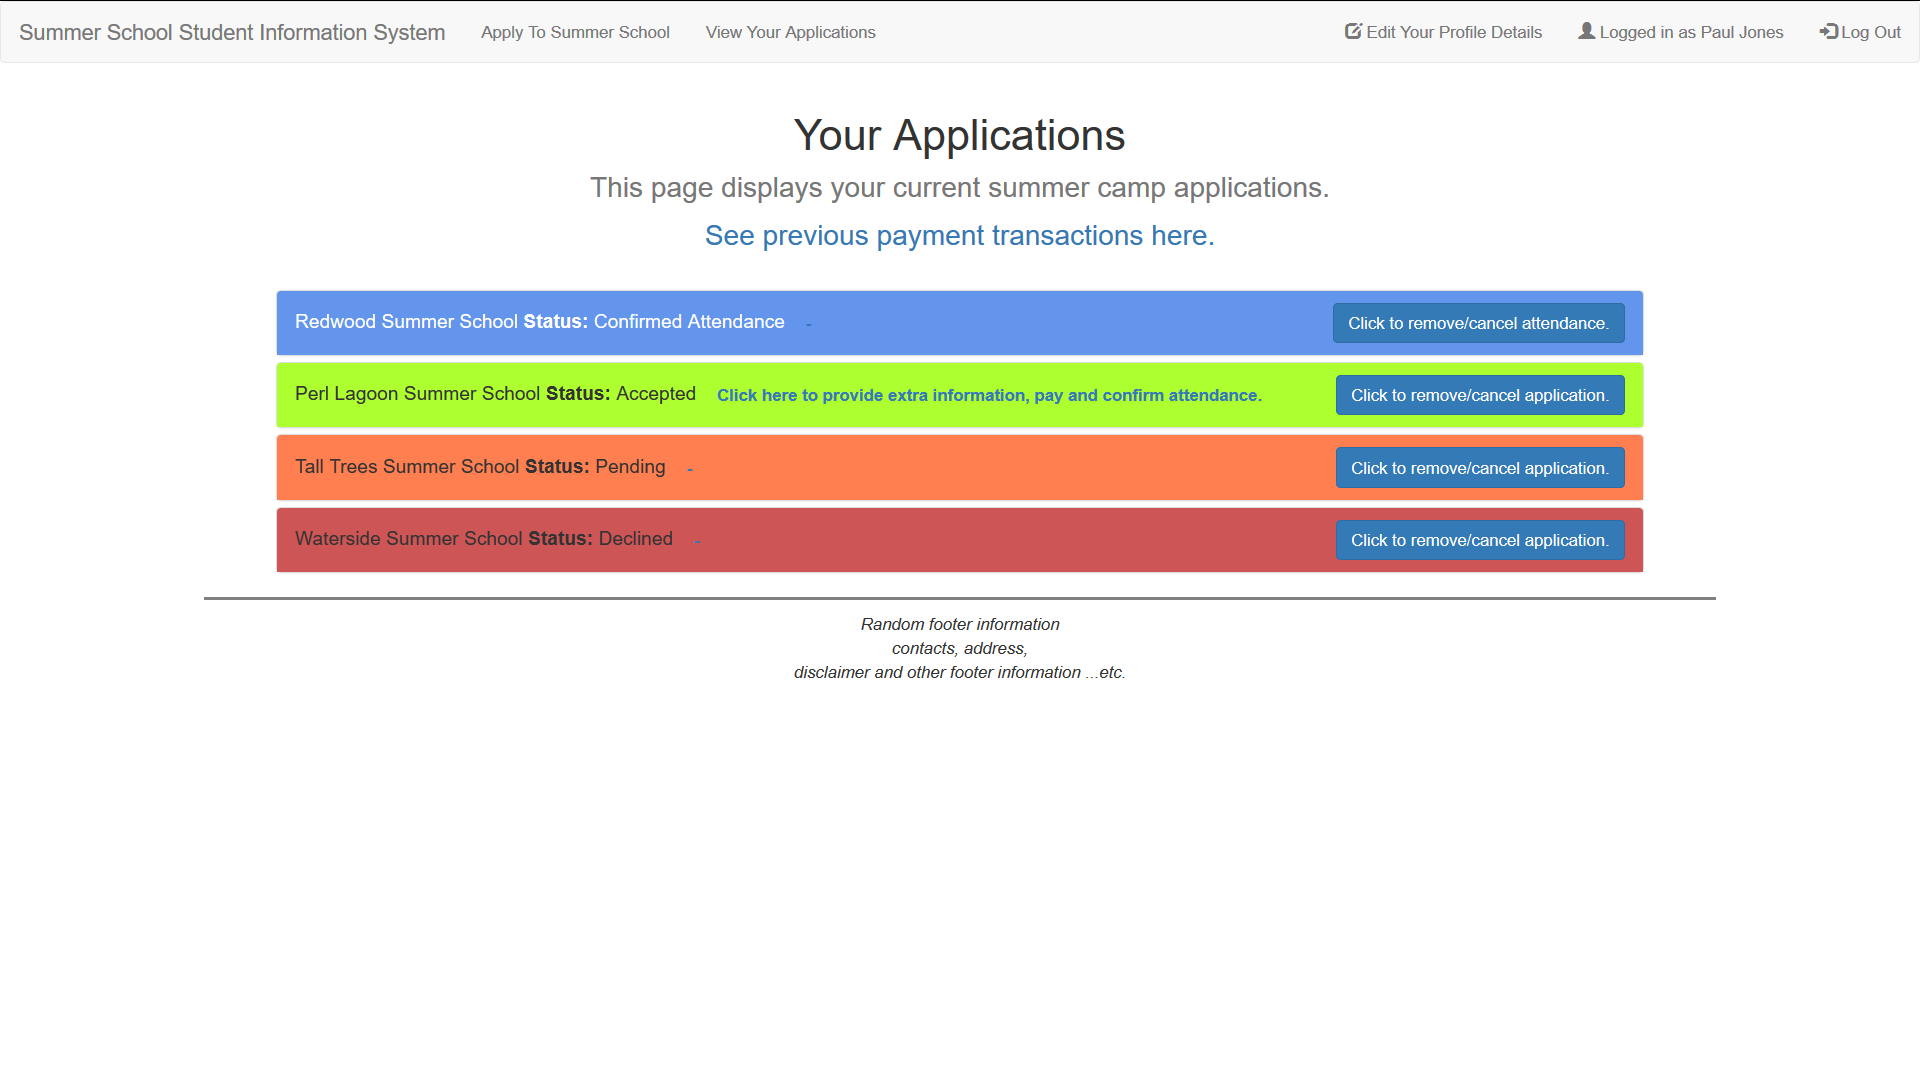 Summer School Student Information System Apply To Summer School View Your Applications Edit Your Profile Details Logged in as Paul Jones Log Out
Your Applications
This page displays your current summer camp applications.
See previous payment transactions here.
Redwood Summer School Status: Confirmed Attendance - Click to remove/cancel attendance.
Perl Lagoon Summer School Status: Accepted Click here to provide extra information, pay and confirm attendance. Click to remove/cancel application.
Tall Trees Summer School Status: Pending - Click to remove/cancel application.
Waterside Summer School Status: Declined - Click to remove/cancel application.
Random footer information
contacts, address,
disclaimer and other footer information ...etc.